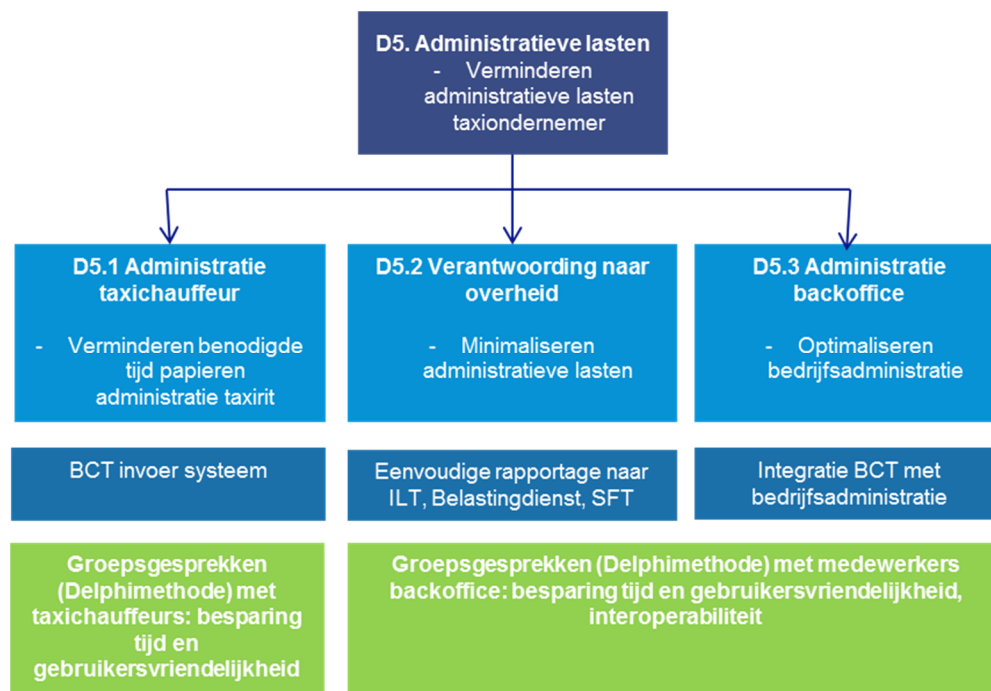 D5. Administratieve lasten
- Verminderen
administratieve lasten
taxiondernemer
D5.1 Administratie
taxichauffeur
- Verminderen benodigde
tijd papieren
administratie taxirit
D5.2 Verantwoording naar
overheid
- Minimaliseren
administratieve lasten
D5.3 Administratie
backoffice
- Optimaliseren
bedrijfsadministratie
BCT invoer systeem
Eenvoudige rapportage naar
ILT, Belastingdienst, SFT
Integratie BCT met
bedrijfsadministratie
Groepsgesprekken
(Delphimethode) met
taxichauffeurs: besparing
tijd en
gebruikersvriendelijkheid
Groepsgesprekken (Delphimethode) met medewerkers
backoffice: besparing tijd en gebruikersvriendelijkheid,
interoperabiliteit